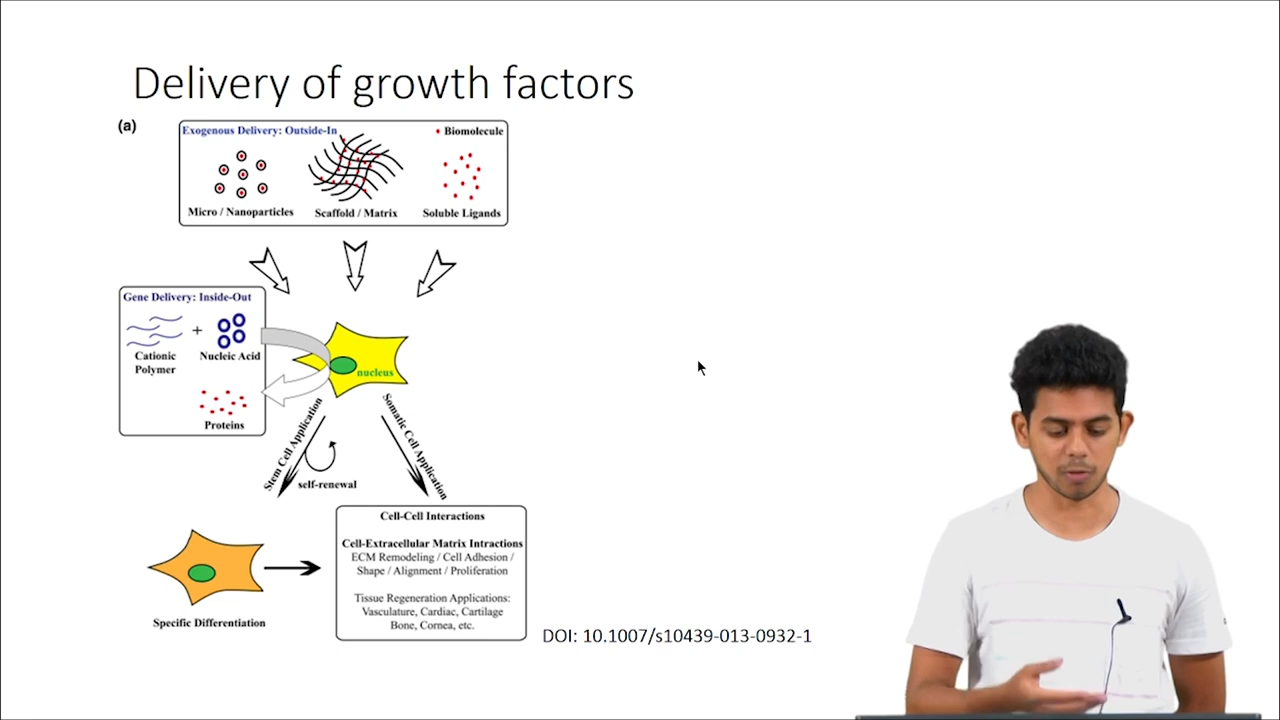 Delivery of growth factors
(a)
Exogenous Delivery: Outside-In
Biomolecule
Micro / Nanoparticles
Scaffold / Matrix
Soluble Ligands
Gene Delivery: Inside-Out
+
Cationic
Polymer
Nucleic Acid
Proteins
nucleus
Stem Cell Application
Somatic Cell Application
self-renewal
Specific Differentiation
Cell-Cell Interactions
Cell-Extracellular Matrix Intractions
ECM Remodeling / Cell Adhesion /
Shape / Alignment / Proliferation
Tissue Regeneration Applications:
Vasculature, Cardiac, Cartilage
Bone, Cornea, etc.
DOI: 10.1007/s10439-013-0932-1